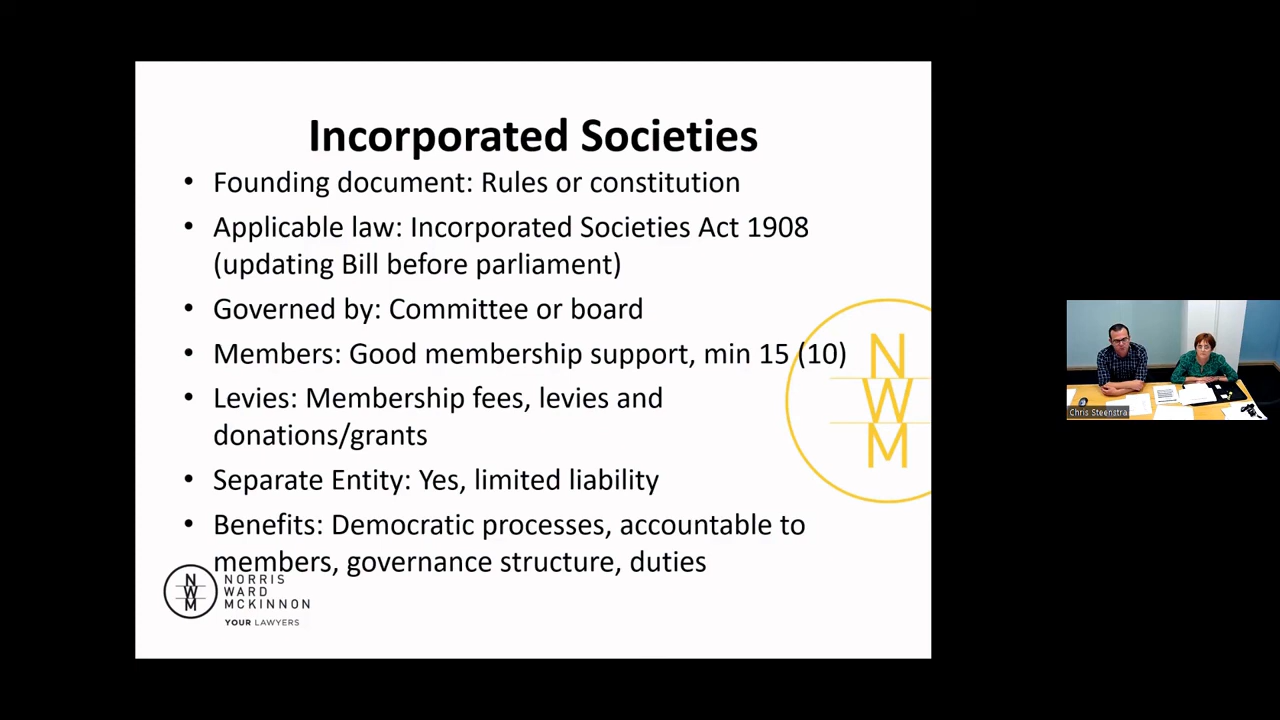 Incorporated Societies
• Founding document: Rules or constitution
• Applicable law: Incorporated Societies Act 1908
(updating Bill before parliament)
• Governed by: Committee or board
• Members: Good membership support, min 15 (10)
• Levies: Membership fees, levies and
donations/grants
• Separate Entity: Yes, limited liability
• Benefits: Democratic processes, accountable to
members, governance structure, duties
N
W
M
N
W
M
NORRIS
WARD
MCKINNON
YOUR LAWYERS
Chris Steenstra